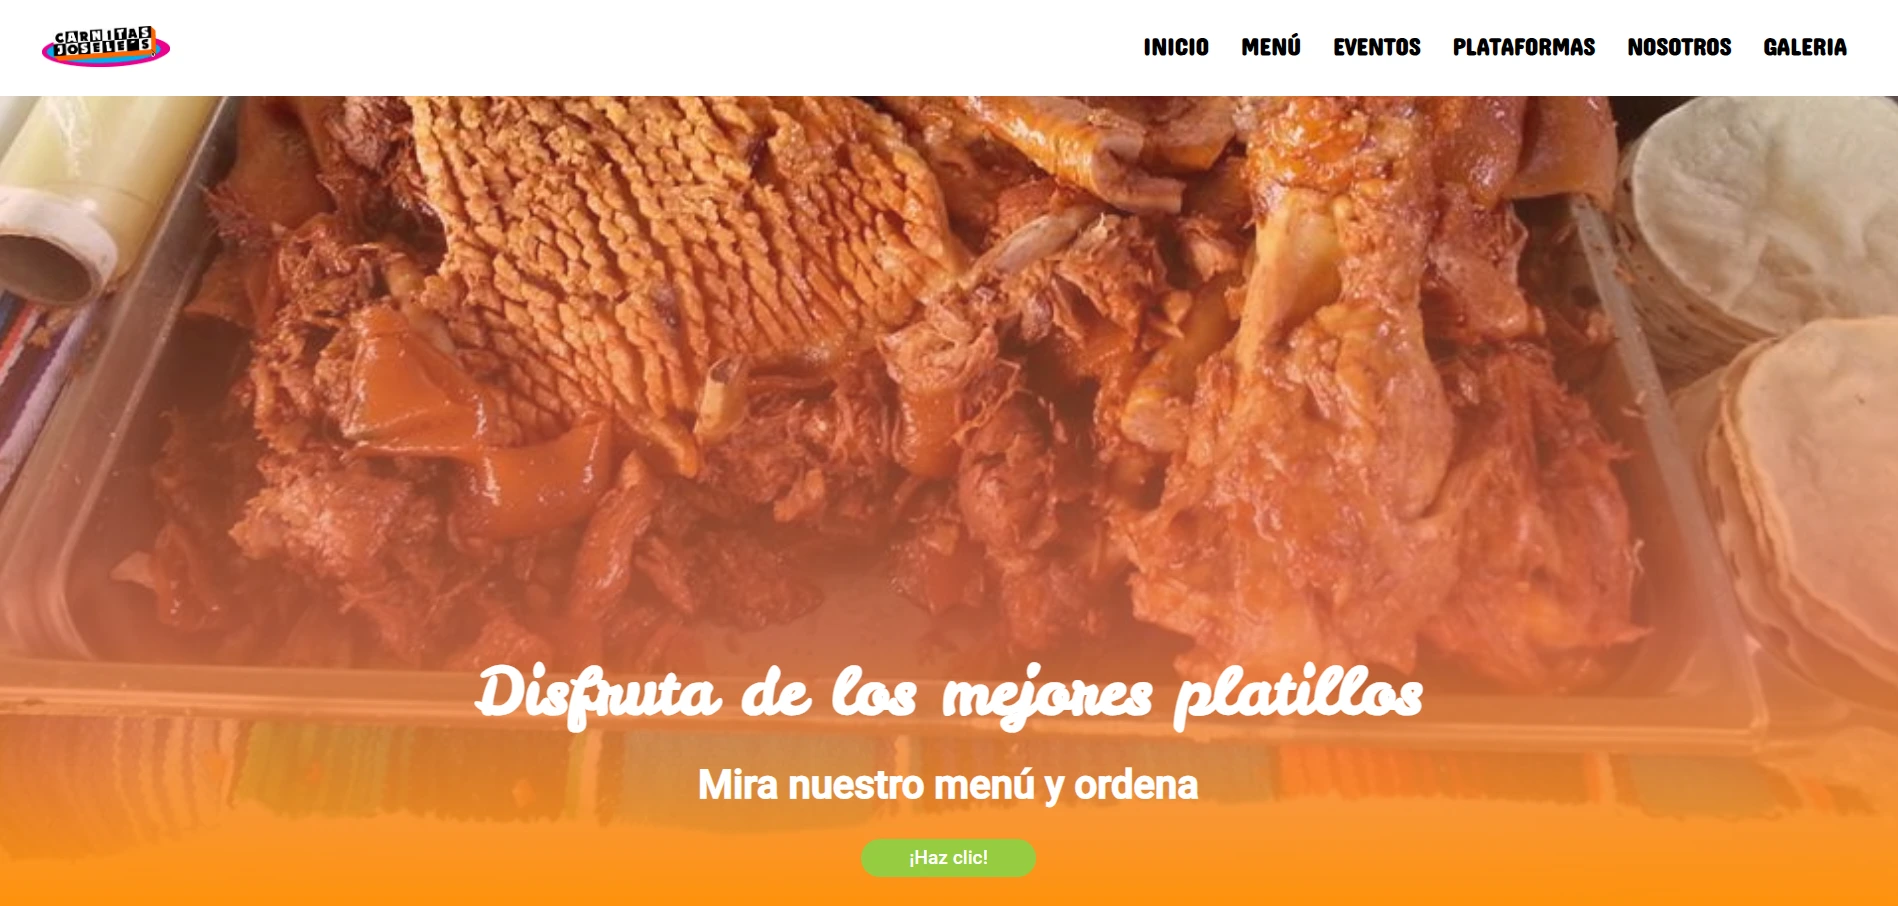 CARNITAS
JOSELE'S
INICIO MENÚ EVENTOS PLATAFORMAS NOSOTROS GALERIA
Disfruta de los mejores platillos
Mira nuestro menú y ordena
¡Haz clic!